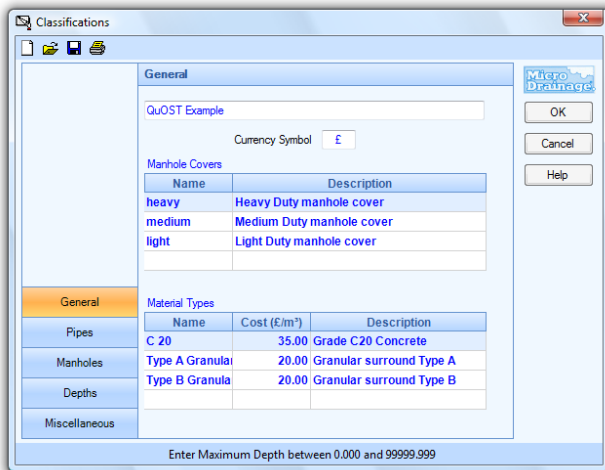 Classifications
General
Micro
Drainage
QuOST Example
OK
Currency Symbol £
Cancel
Manhole Covers
Help
Name Description
heavy Heavy Duty manhole cover
medium Medium Duty manhole cover
light Light Duty manhole cover
General
Pipes
Manholes
Depths
Miscellaneous
Material Types
Name Cost (£/m³) Description
C 20 35.00 Grade C20 Concrete
Type A Granular 20.00 Granular surround Type A
Type B Granula 20.00 Granular surround Type B
Enter Maximum Depth between 0.000 and 99999.999